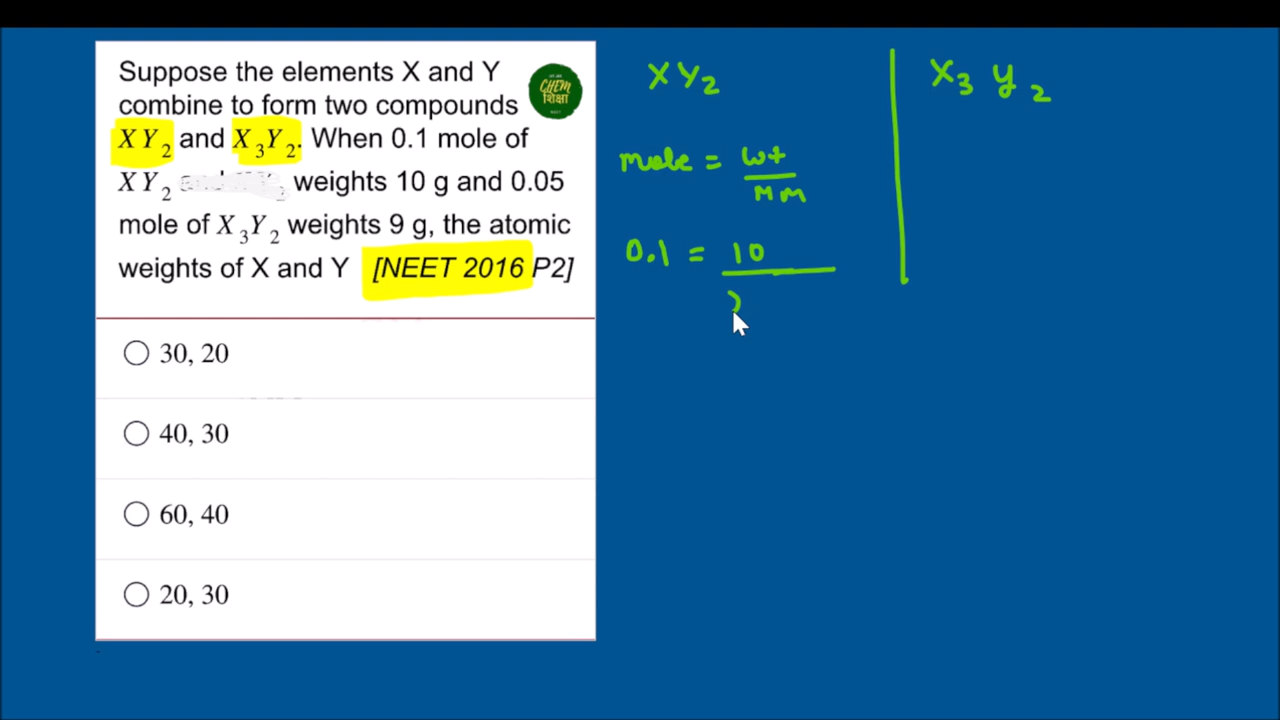 Suppose the elements X and Y
combine to form two compounds
XY₂ and X₃Y₂. When 0.1 mole of
XY₂ weights 10 g and 0.05
mole of X₃Y₂ weights 9 g, the atomic
weights of X and Y [NEET 2016 P2]
CHEM
शिक्षा
30, 20
40, 30
60, 40
20, 30
XY₂
mole = wt
MM
0.1 = 10
X₃ y₂